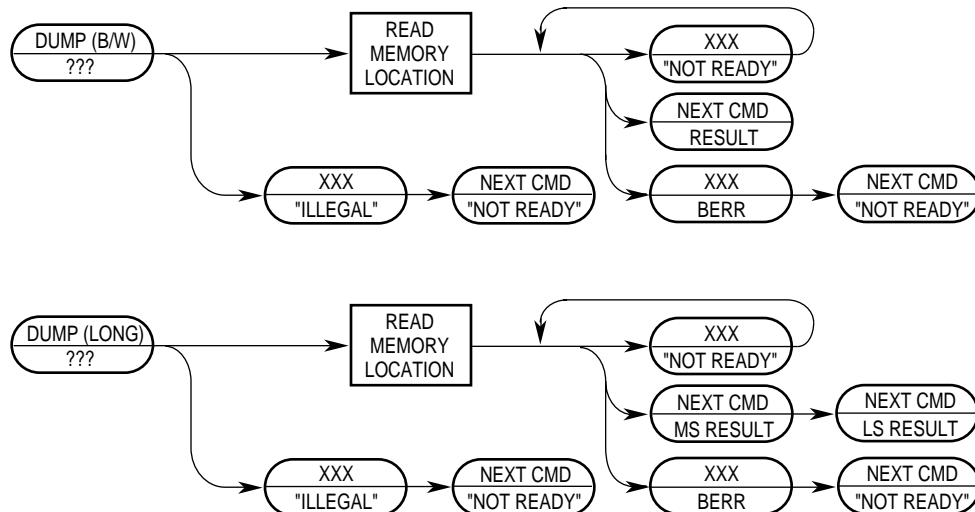 DUMP (B/W)
???
READ
MEMORY
LOCATION
XXX
"NOT READY"
NEXT CMD
RESULT
XXX
"ILLEGAL"
NEXT CMD
"NOT READY"
XXX
BERR
NEXT CMD
"NOT READY"
DUMP (LONG)
???
READ
MEMORY
LOCATION
XXX
"NOT READY"
NEXT CMD
MS RESULT
NEXT CMD
LS RESULT
XXX
"ILLEGAL"
NEXT CMD
"NOT READY"
XXX
BERR
NEXT CMD
"NOT READY"